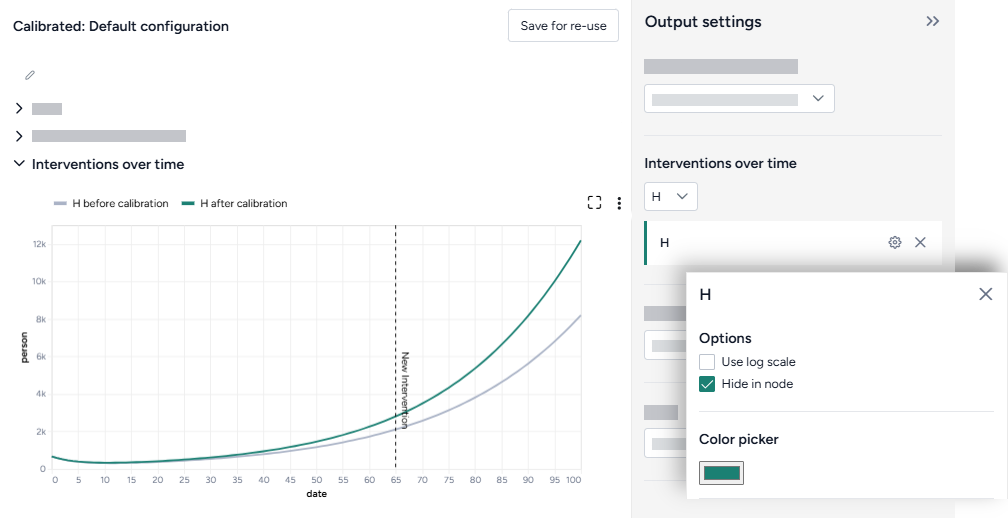 Calibrated: Default configuration
Save for re-use
Interventions over time
H before calibration
H after calibration
12k
10k
8k
6k
4k
2k
0
person
New Intervention
0 5 10 15 20 25 30 35 40 45 50 55 60 65 70 75 80 85 90 95 100
date
Output settings
Interventions over time
H
H
H
Options
Use log scale
Hide in node
Color picker